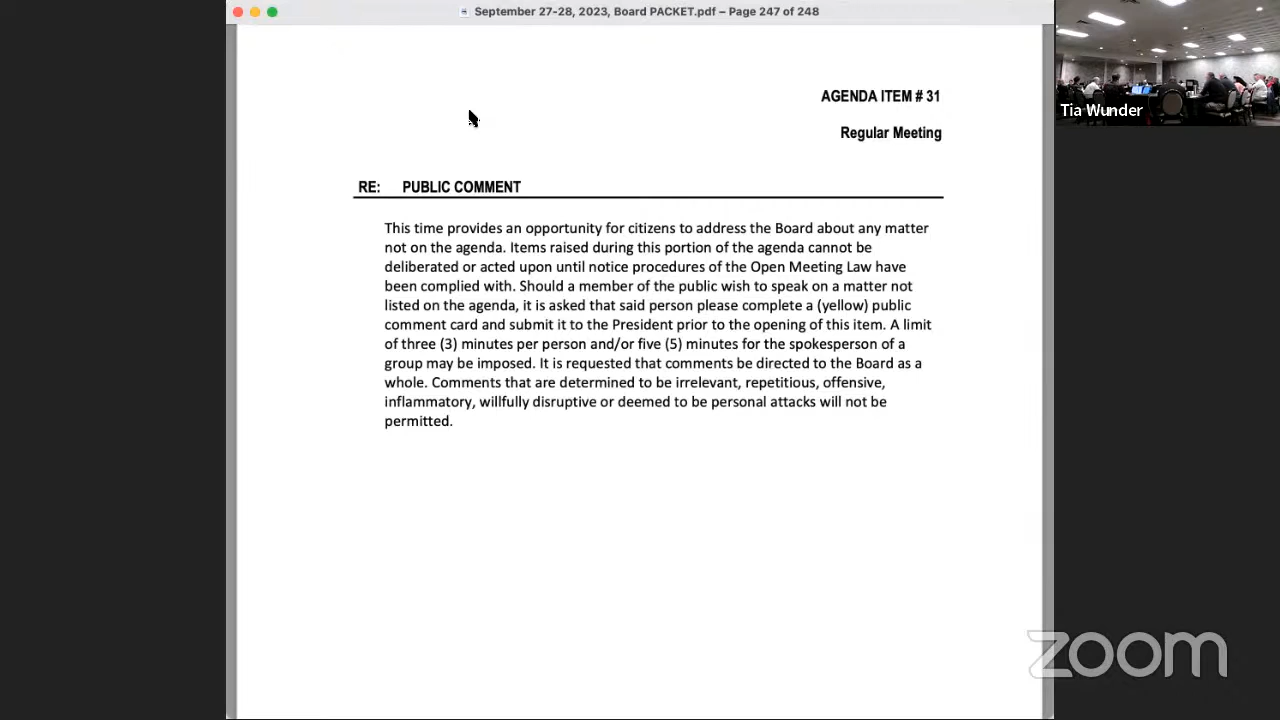 September 27-28, 2023, Board PACKET.pdf – Page 247 of 248
AGENDA ITEM # 31
Regular Meeting
RE: PUBLIC COMMENT
This time provides an opportunity for citizens to address the Board about any matter
not on the agenda. Items raised during this portion of the agenda cannot be
deliberated or acted upon until notice procedures of the Open Meeting Law have
been complied with. Should a member of the public wish to speak on a matter not
listed on the agenda, it is asked that said person please complete a (yellow) public
comment card and submit it to the President prior to the opening of this item. A limit
of three (3) minutes per person and/or five (5) minutes for the spokesperson of a
group may be imposed. It is requested that comments be directed to the Board as a
whole. Comments that are determined to be irrelevant, repetitious, offensive,
inflammatory, willfully disruptive or deemed to be personal attacks will not be
permitted.
Tia Wunder
zoom